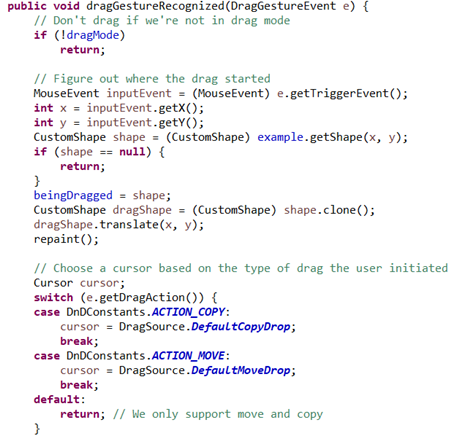 public void dragGestureRecognized(DragGestureEvent e) {
    // Don't drag if we're not in drag mode
    if (!dragMode)
        return;

    // Figure out where the drag started
    MouseEvent inputEvent = (MouseEvent) e.getTriggerEvent();
    int x = inputEvent.getX();
    int y = inputEvent.getY();
    CustomShape shape = (CustomShape) example.getShape(x, y);
    if (shape == null) {
        return;
    }
    beingDragged = shape;
    CustomShape dragShape = (CustomShape) shape.clone();
    dragShape.translate(x, y);
    repaint();

    // Choose a cursor based on the type of drag the user initiated
    Cursor cursor;
    switch (e.getDragAction()) {
    case DnDConstants.ACTION_COPY:
        cursor = DragSource.DefaultCopyDrop;
        break;
    case DnDConstants.ACTION_MOVE:
        cursor = DragSource.DefaultMoveDrop;
        break;
    default:
        return; // We only support move and copy
    }